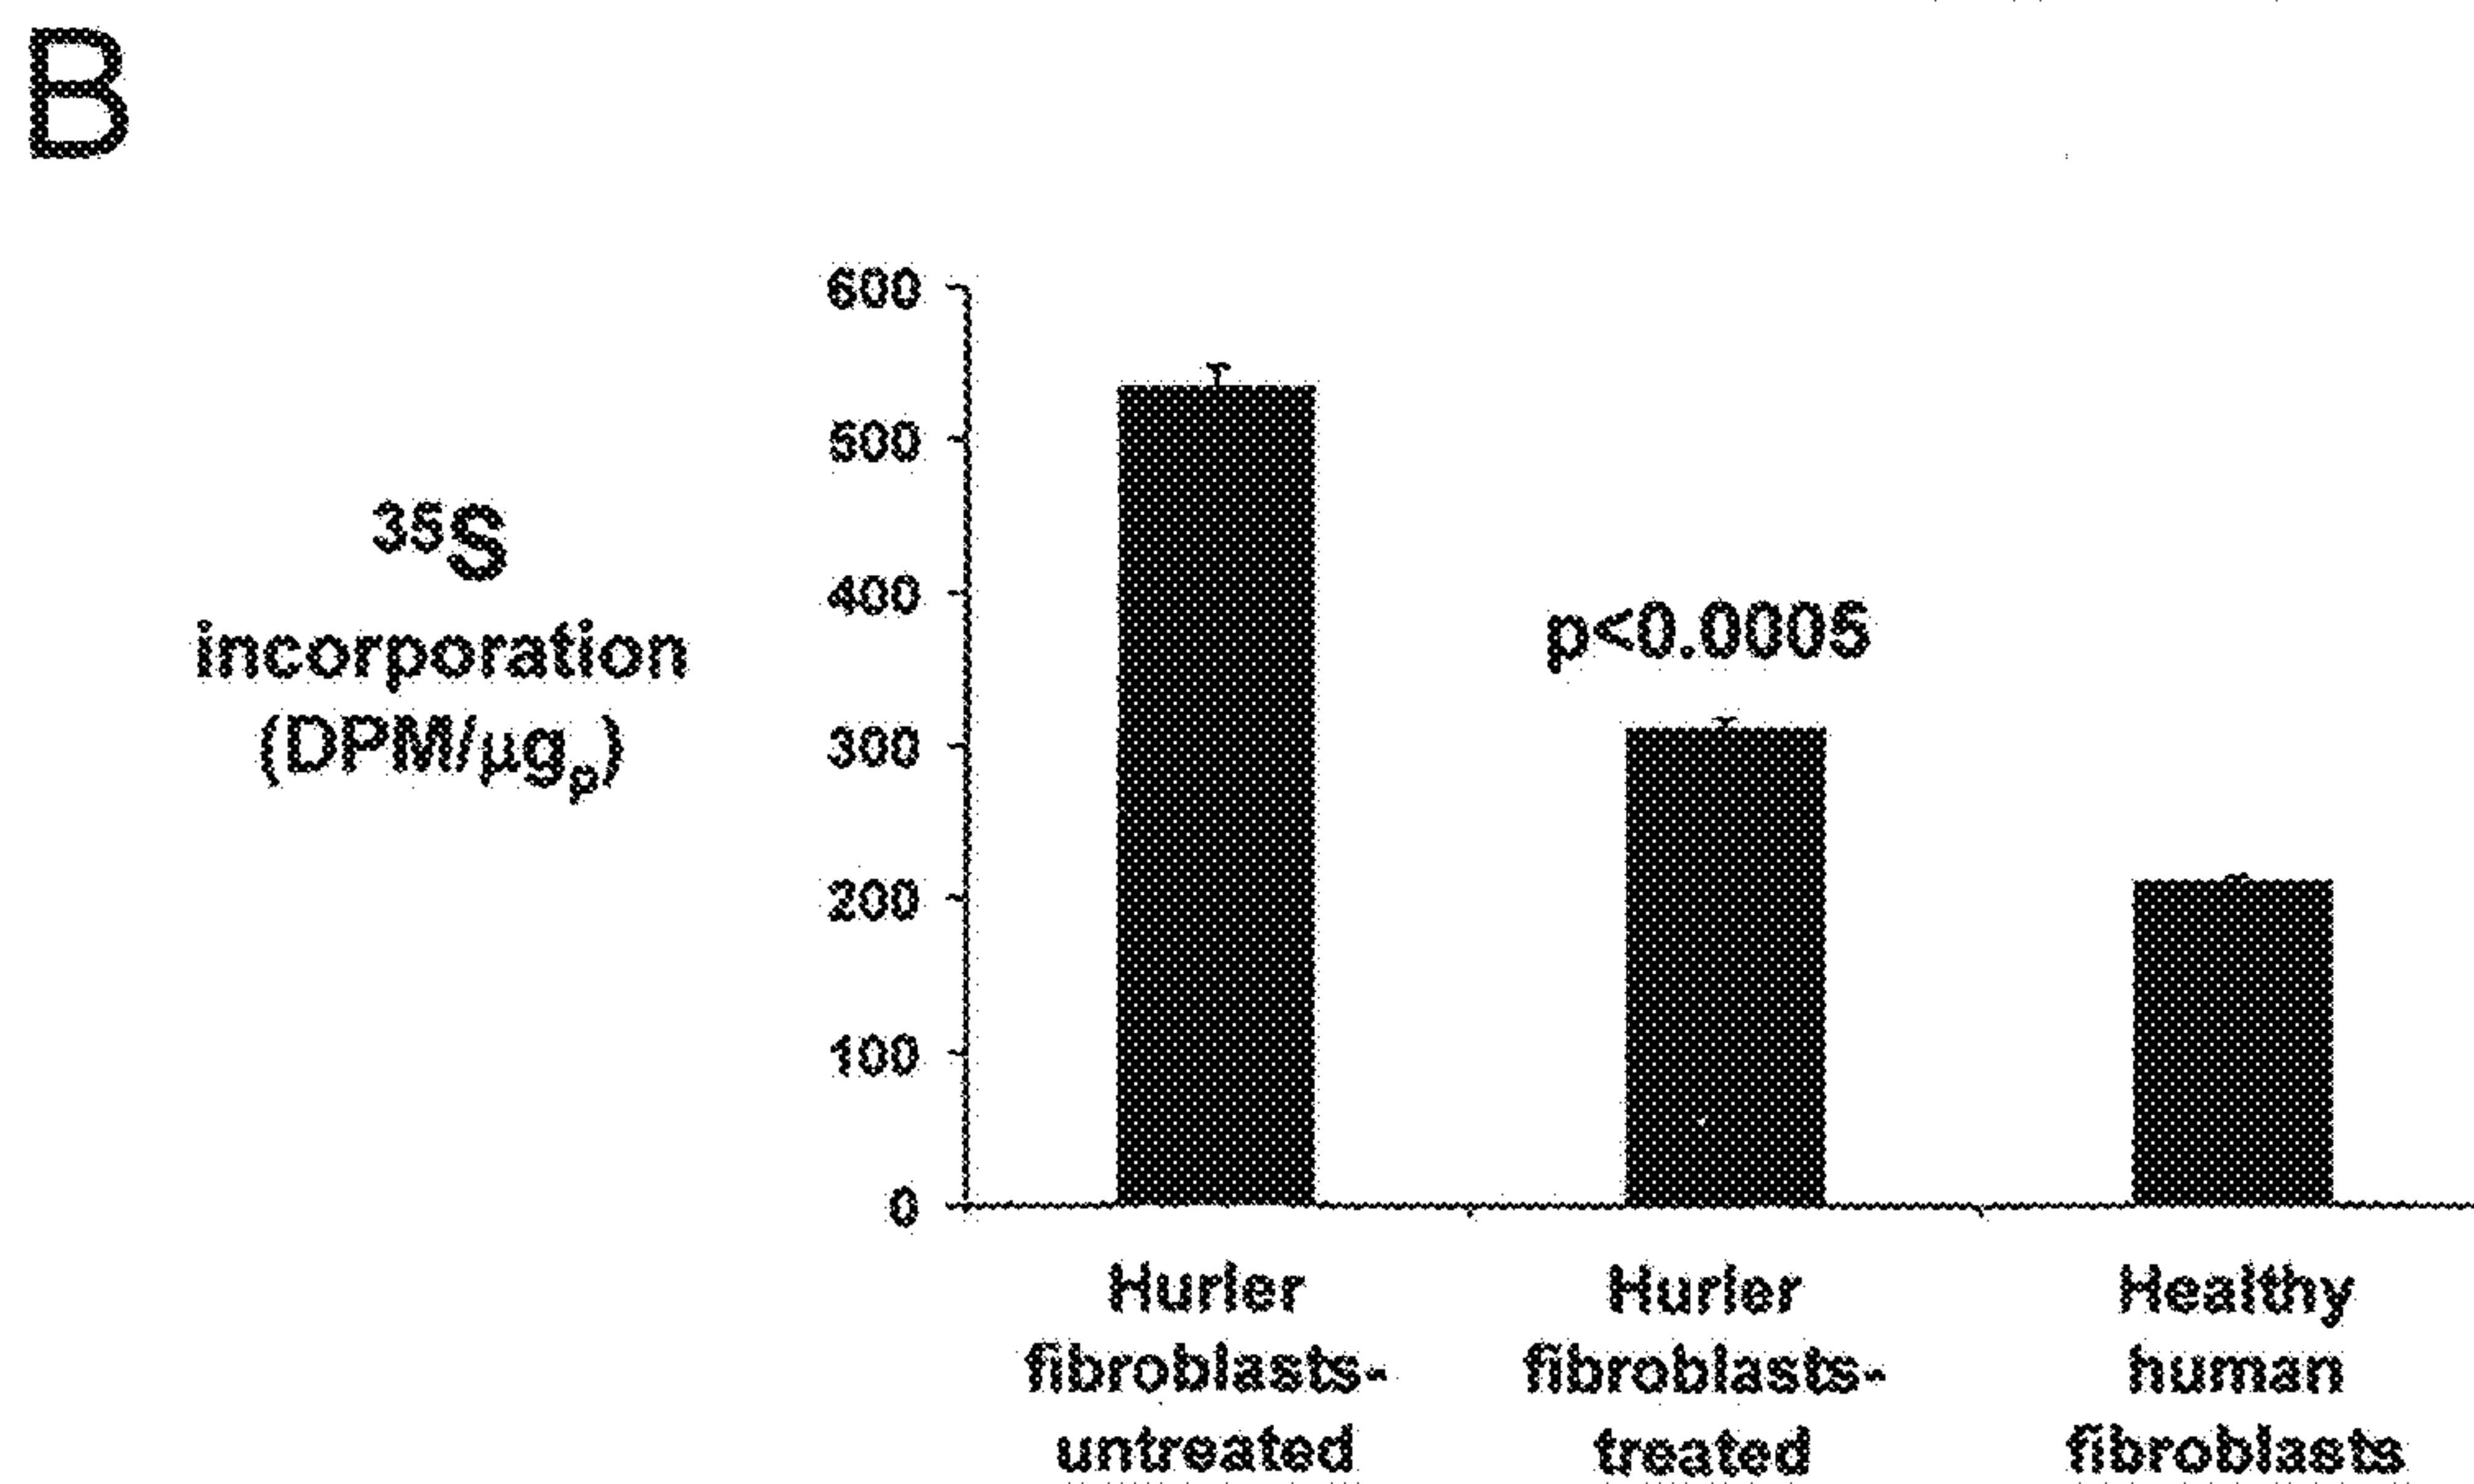 B
600
500
400
300
200
100
0
³⁵S
incorporation
(DPM/µgₚ)
p<0.0005
Hurler
fibroblasts-
untreated
Hurler
fibroblasts-
treated
Healthy
human
fibroblasts